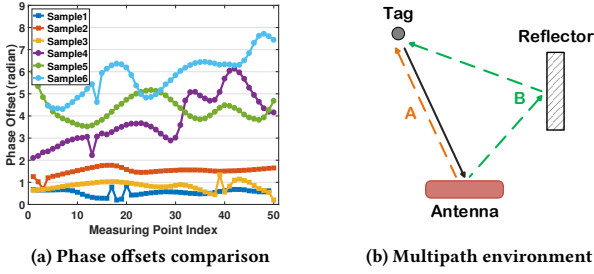 9
8
7
6
5
4
3
2
1
0
Phase Offset (radian)
Sample1
Sample2
Sample3
Sample4
Sample5
Sample6
0 10 20 30 40 50
Measuring Point Index
(a) Phase offsets comparison
Tag
Reflector
A
B
Antenna
(b) Multipath environment